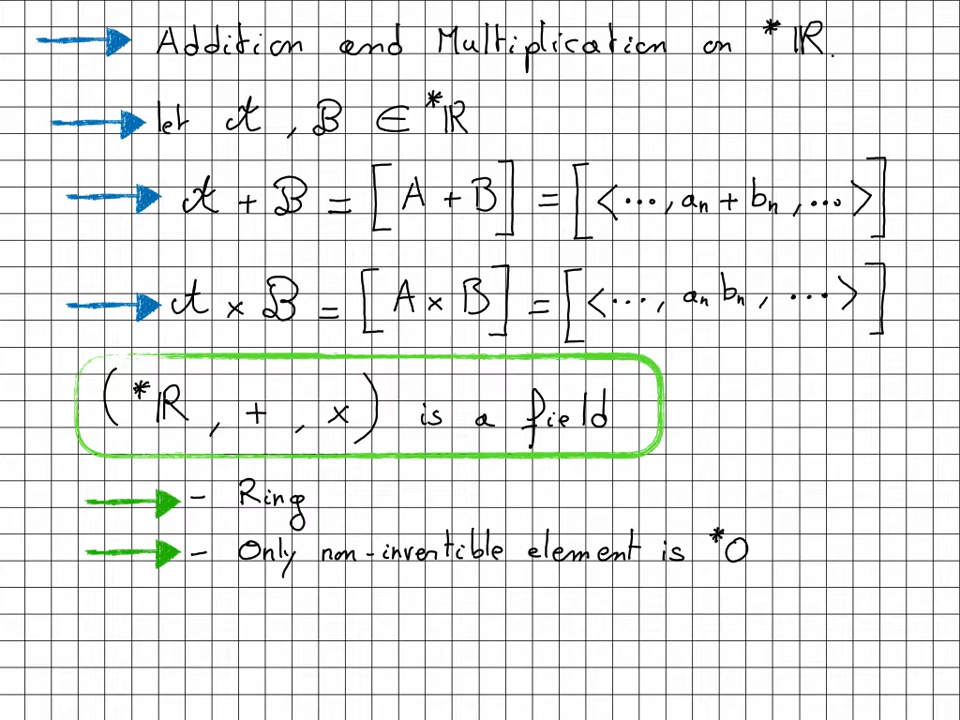 Addition and Multiplication on *ℝ.
let 𝒜, ℬ ∈ *ℝ
𝒜 + ℬ = [A + B] = [<..., aₙ + bₙ, ...>]
𝒜 × ℬ = [A × B] = [<..., aₙ bₙ, ...>]
(*ℝ, +, ×) is a field
- Ring
- Only non-invertible element is *0